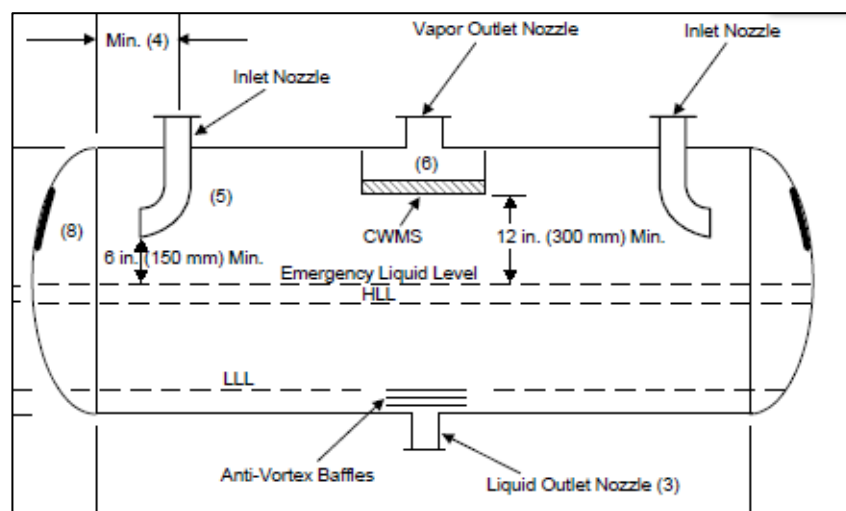 Vapor Outlet Nozzle
Inlet Nozzle
Min. (4)
Inlet Nozzle
(6)
(5)
(8)
CWMS
12 in. (300 mm) Min.
6 in. (150 mm) Min.
Emergency Liquid Level
HLL
LLL
Anti-Vortex Baffles
Liquid Outlet Nozzle (3)